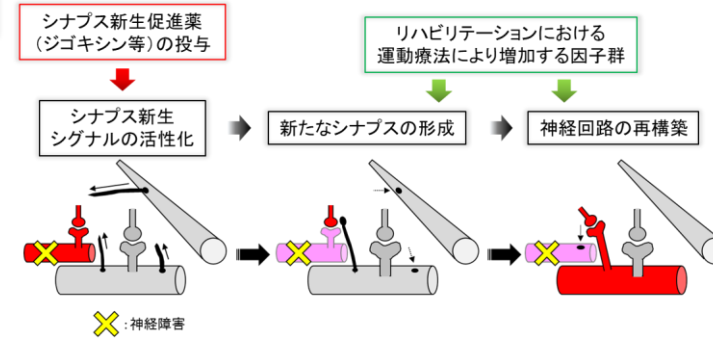 シナプス新生促進薬
（ジゴキシン等）の投与
リハビリテーションにおける
運動療法により増加する因子群
シナプス新生
シグナルの活性化
新たなシナプスの形成
神経回路の再構築
：神経障害